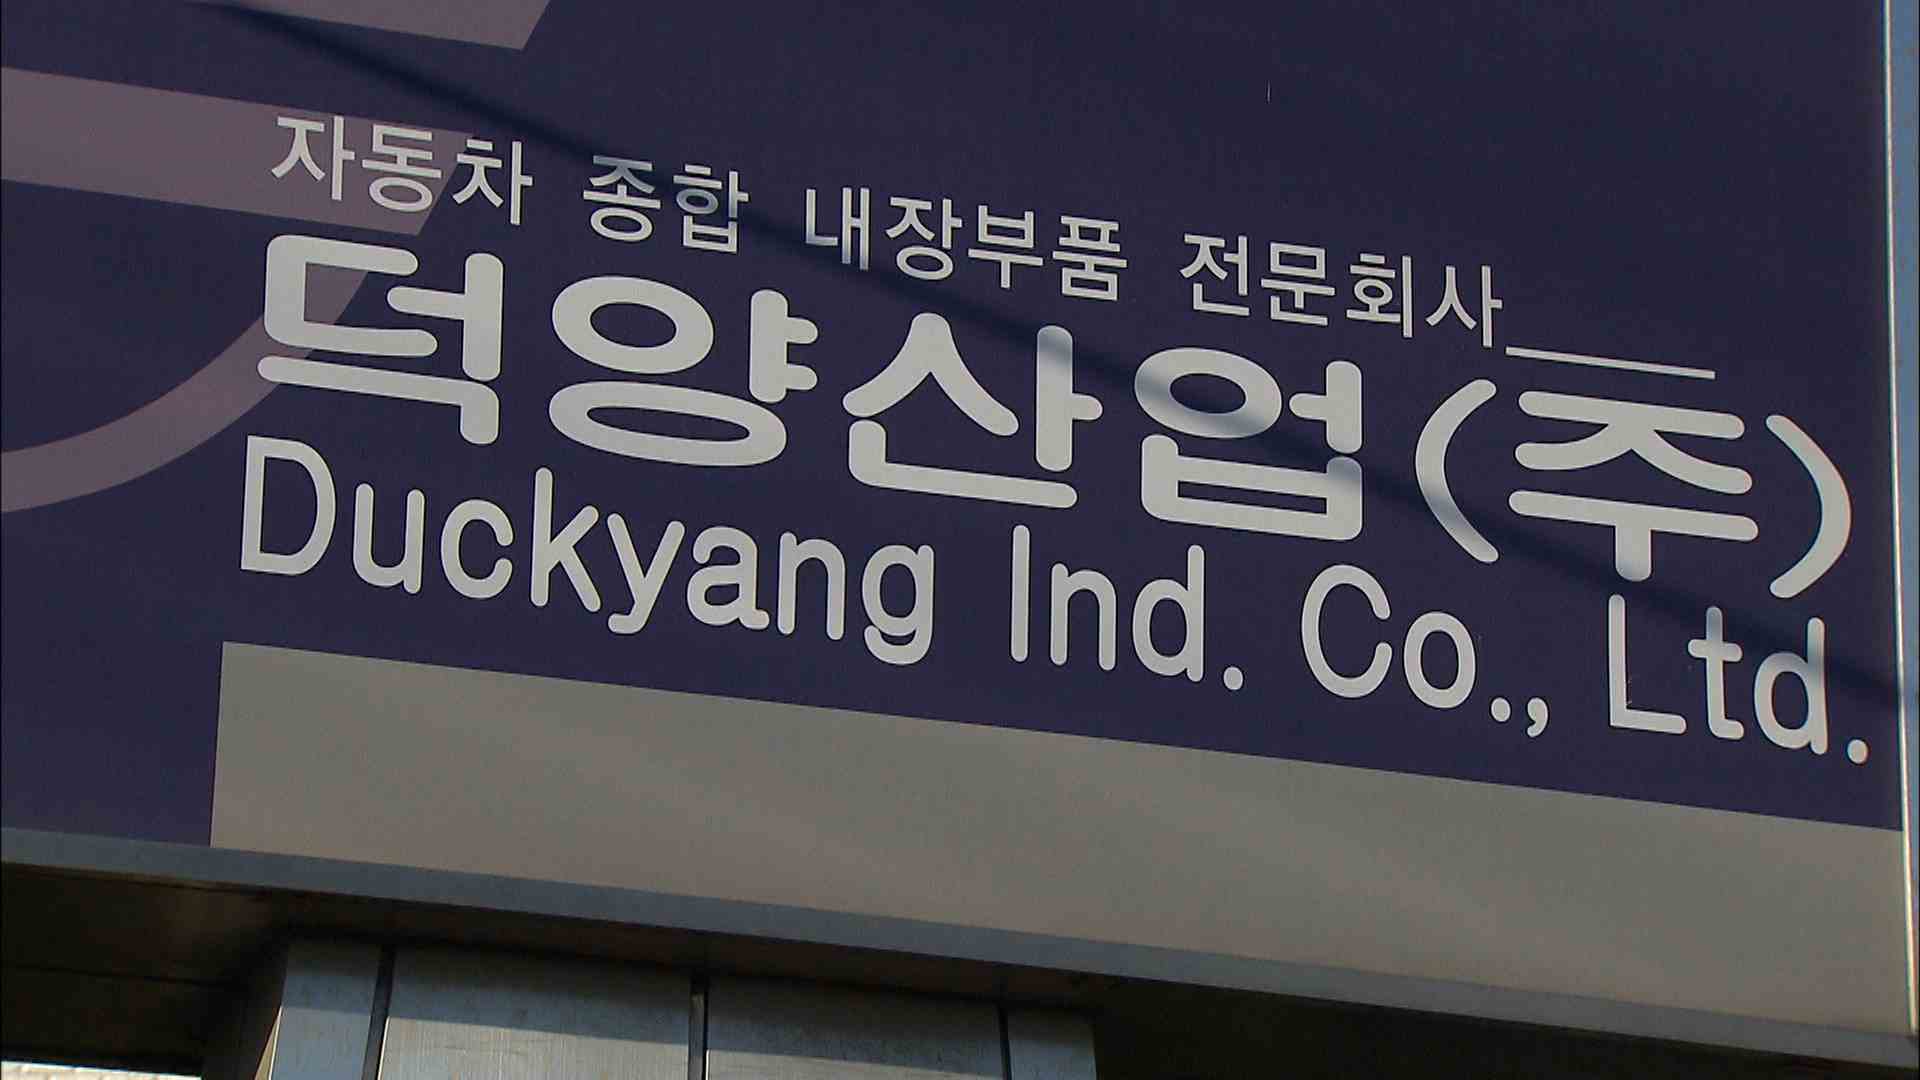 자동차 종합 내장부품 전문회사
덕양산업(주)
Duckyang Ind. Co., Ltd.